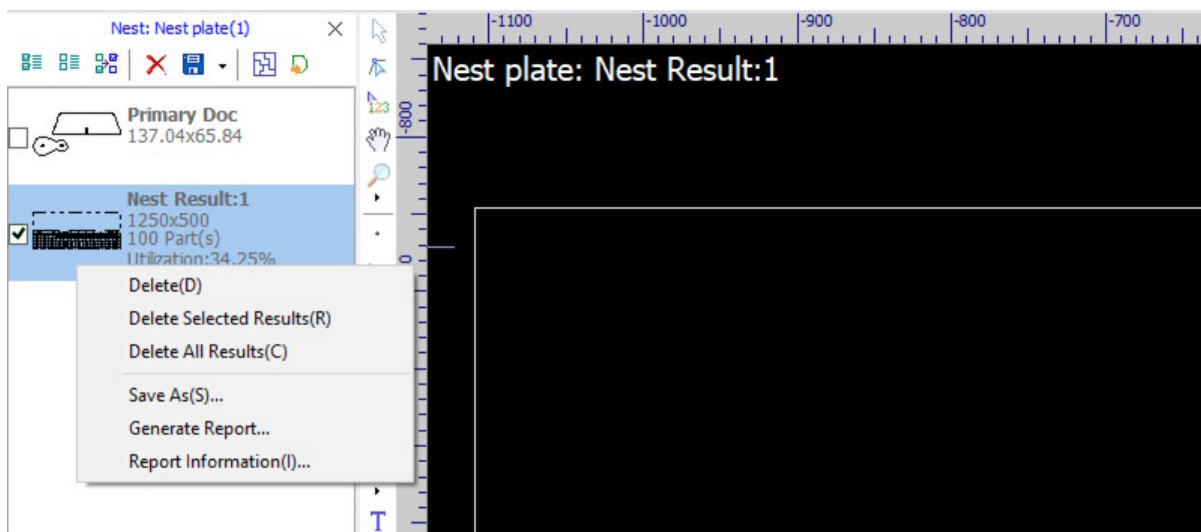 Nest: Nest plate(1)
-1100
-1000
-900
-800
-700
Nest plate: Nest Result:1
123
-800
0
Primary Doc
137.04x65.84
Nest Result:1
1250x500
100 Part(s)
Utilization:34.25%
Delete(D)
Delete Selected Results(R)
Delete All Results(C)
Save As(S)...
Generate Report...
Report Information(I)...
T